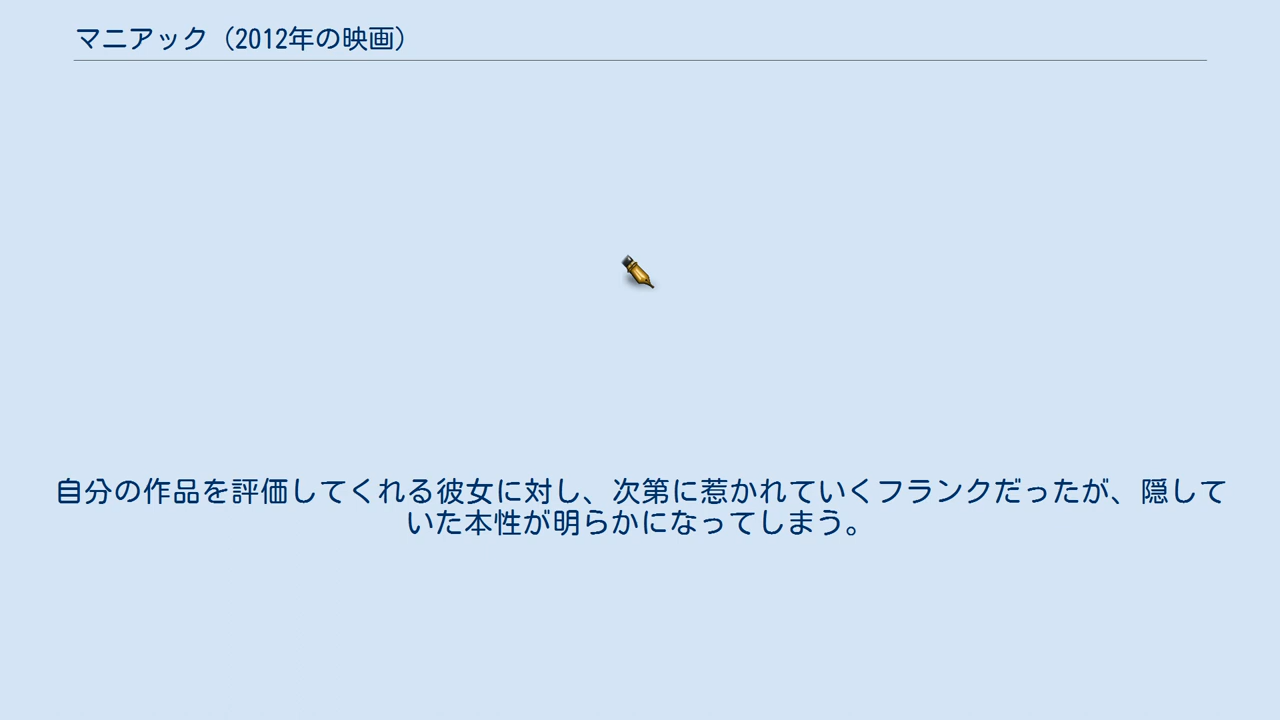 マニアック（2012年の映画）
自分の作品を評価してくれる彼女に対し、次第に惹かれていくフランクだったが、隠して
いた本性が明らかになってしまう。